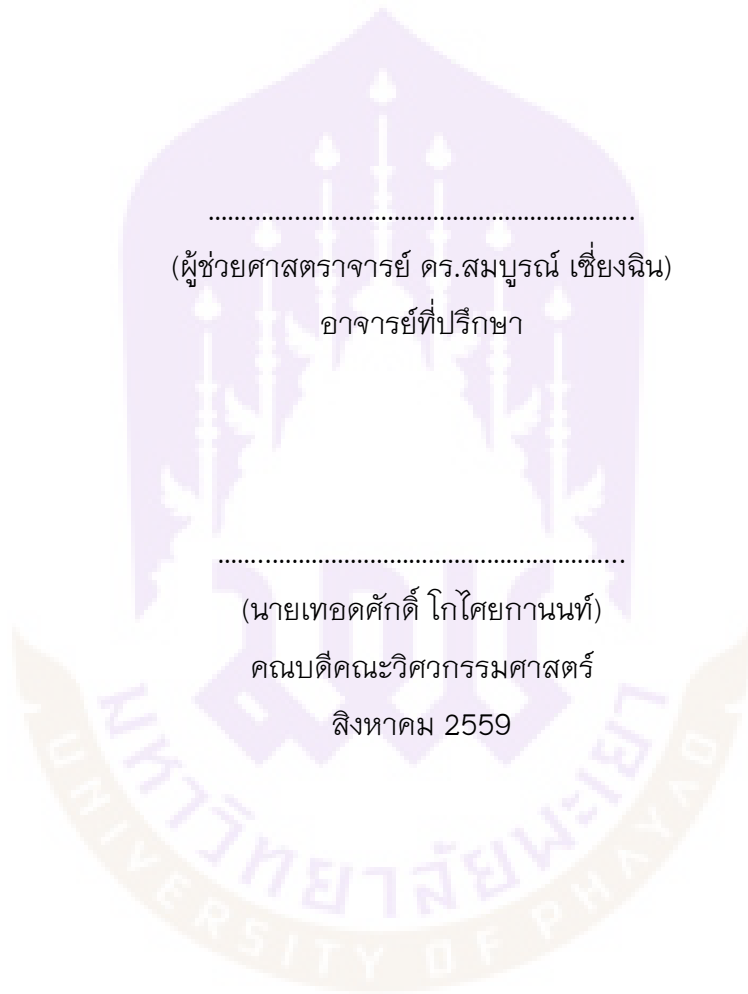 ................................................................
(ผู้ช่วยศาสตราจารย์ ดร.สมบูรณ์ เซี่ยงฉิน)
อาจารย์ที่ปรึกษา
.............................................................
(นายเทอดศักดิ์ โกไศยกานนท์)
คณบดีคณะวิศวกรรมศาสตร์
สิงหาคม 2559
มหาวิทยาลัยพะเยา
UNIVERSITY OF PHAYAO